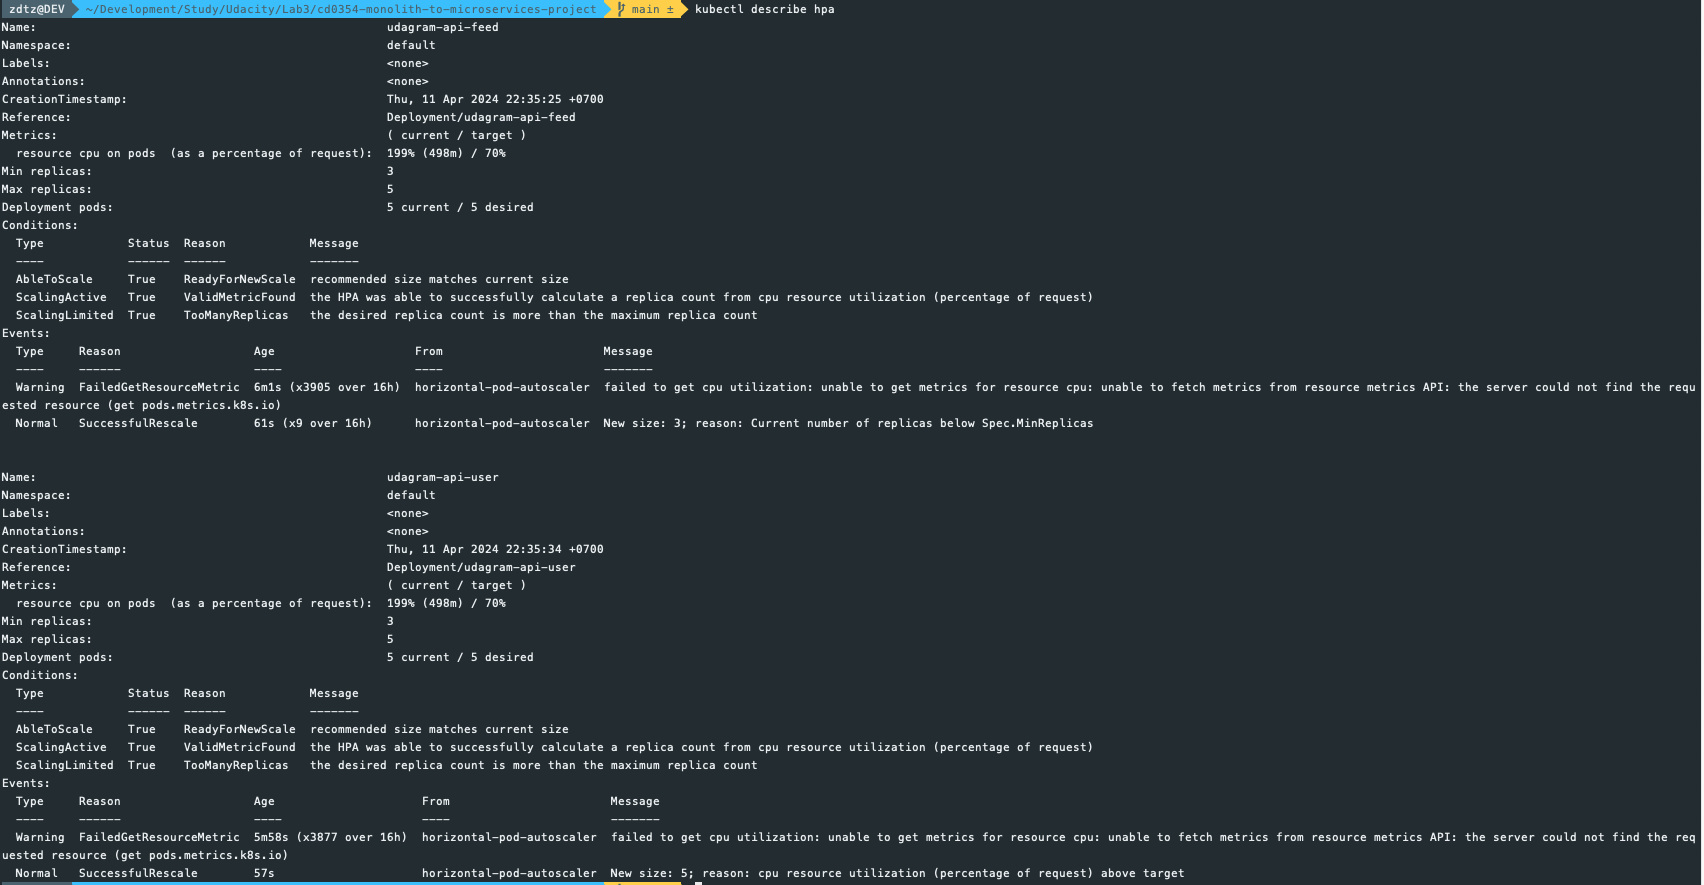 zdtz@DEV ~/Development/Study/Udacity/Lab3/cd0354-monolith-to-microservices-project main ± kubectl describe hpa
Name: udagram-api-feed
Namespace: default
Labels: <none>
Annotations: <none>
CreationTimestamp: Thu, 11 Apr 2024 22:35:25 +0700
Reference: Deployment/udagram-api-feed
Metrics: ( current / target )
resource cpu on pods (as a percentage of request): 199% (498m) / 70%
Min replicas: 3
Max replicas: 5
Deployment pods: 5 current / 5 desired
Conditions:
Type Status Reason Message
---- ------ ------ -------
AbleToScale True ReadyForNewScale recommended size matches current size
ScalingActive True ValidMetricFound the HPA was able to successfully calculate a replica count from cpu resource utilization (percentage of request)
ScalingLimited True TooManyReplicas the desired replica count is more than the maximum replica count
Events:
Type Reason Age From Message
---- ------ ---- ---- -------
Warning FailedGetResourceMetric 6m1s (x3905 over 16h) horizontal-pod-autoscaler failed to get cpu utilization: unable to get metrics for resource cpu: unable to fetch metrics from resource metrics API: the server could not find the requ
ested resource (get pods.metrics.k8s.io)
Normal SuccessfulRescale 61s (x9 over 16h) horizontal-pod-autoscaler New size: 3; reason: Current number of replicas below Spec.MinReplicas
Name: udagram-api-user
Namespace: default
Labels: <none>
Annotations: <none>
CreationTimestamp: Thu, 11 Apr 2024 22:35:34 +0700
Reference: Deployment/udagram-api-user
Metrics: ( current / target )
resource cpu on pods (as a percentage of request): 199% (498m) / 70%
Min replicas: 3
Max replicas: 5
Deployment pods: 5 current / 5 desired
Conditions:
Type Status Reason Message
---- ------ ------ -------
AbleToScale True ReadyForNewScale recommended size matches current size
ScalingActive True ValidMetricFound the HPA was able to successfully calculate a replica count from cpu resource utilization (percentage of request)
ScalingLimited True TooManyReplicas the desired replica count is more than the maximum replica count
Events:
Type Reason Age From Message
---- ------ ---- ---- -------
Warning FailedGetResourceMetric 5m58s (x3877 over 16h) horizontal-pod-autoscaler failed to get cpu utilization: unable to get metrics for resource cpu: unable to fetch metrics from resource metrics API: the server could not find the req
uested resource (get pods.metrics.k8s.io)
Normal SuccessfulRescale 57s horizontal-pod-autoscaler New size: 5; reason: cpu resource utilization (percentage of request) above target